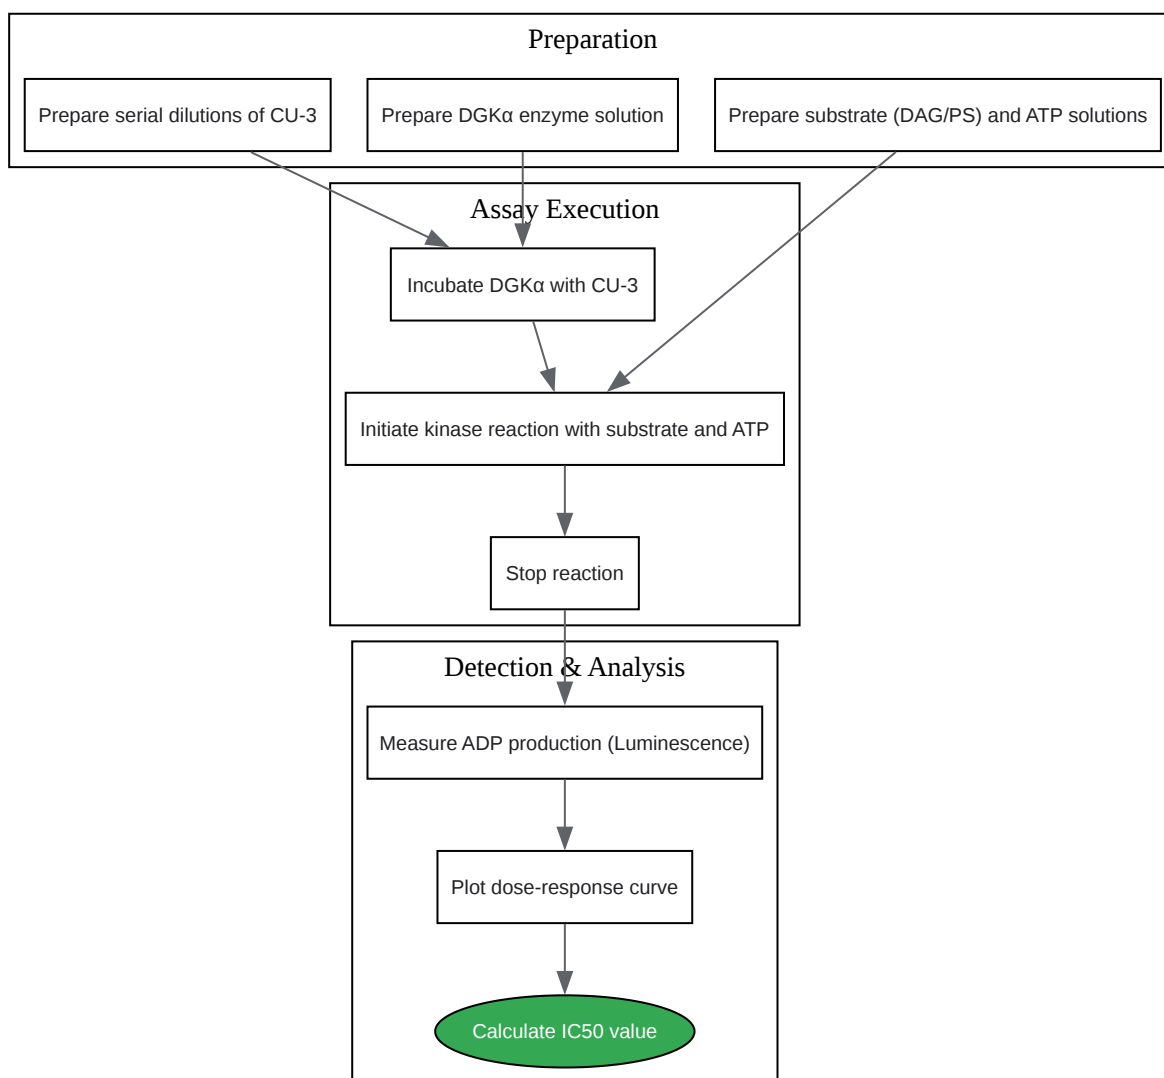 Preparation
Prepare serial dilutions of CU-3
Prepare DGKα enzyme solution
Prepare substrate (DAG/PS) and ATP solutions
Assay Execution
Incubate DGKα with CU-3
Initiate kinase reaction with substrate and ATP
Stop reaction
Detection & Analysis
Measure ADP production (Luminescence)
Plot dose-response curve
Calculate IC50 value